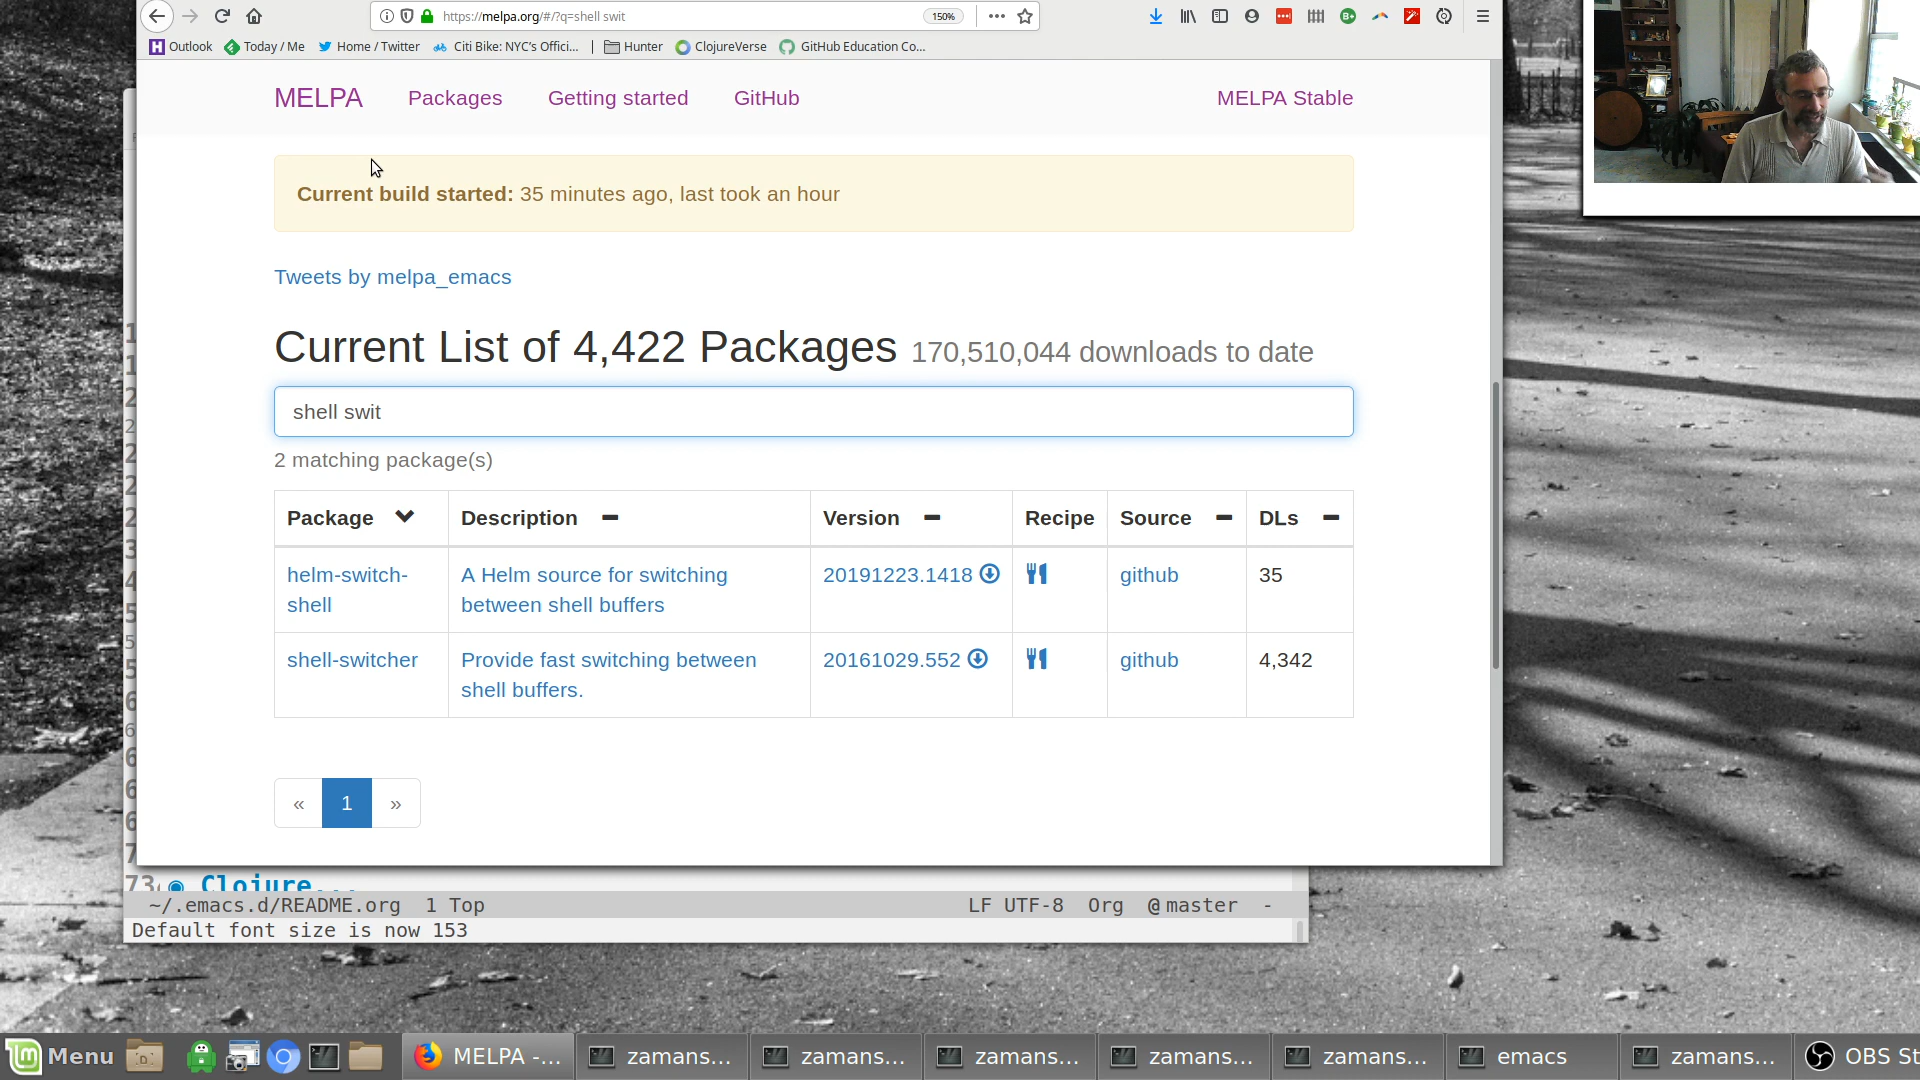 https://melpa.org/#/?q=shell swit
150%
Outlook
Today / Me
Home / Twitter
Citi Bike: NYC's Offici...
Hunter
ClojureVerse
GitHub Education Co...
MELPA
Packages
Getting started
GitHub
MELPA Stable
Current build started: 35 minutes ago, last took an hour
Tweets by melpa_emacs
Current List of 4,422 Packages 170,510,044 downloads to date
shell swit
2 matching package(s)
Package Description Version Recipe Source DLs
helm-switch-shell
A Helm source for switching between shell buffers
20191223.1418
github
35
shell-switcher
Provide fast switching between shell buffers.
20161029.552
github
4,342
« 1 »
Clojure...
~/.emacs.d/README.org 1 Top LF UTF-8 Org @ master -
Default font size is now 153
Menu
MELPA -...
zamans...
zamans...
zamans...
zamans...
zamans...
emacs
zamans...
OBS St